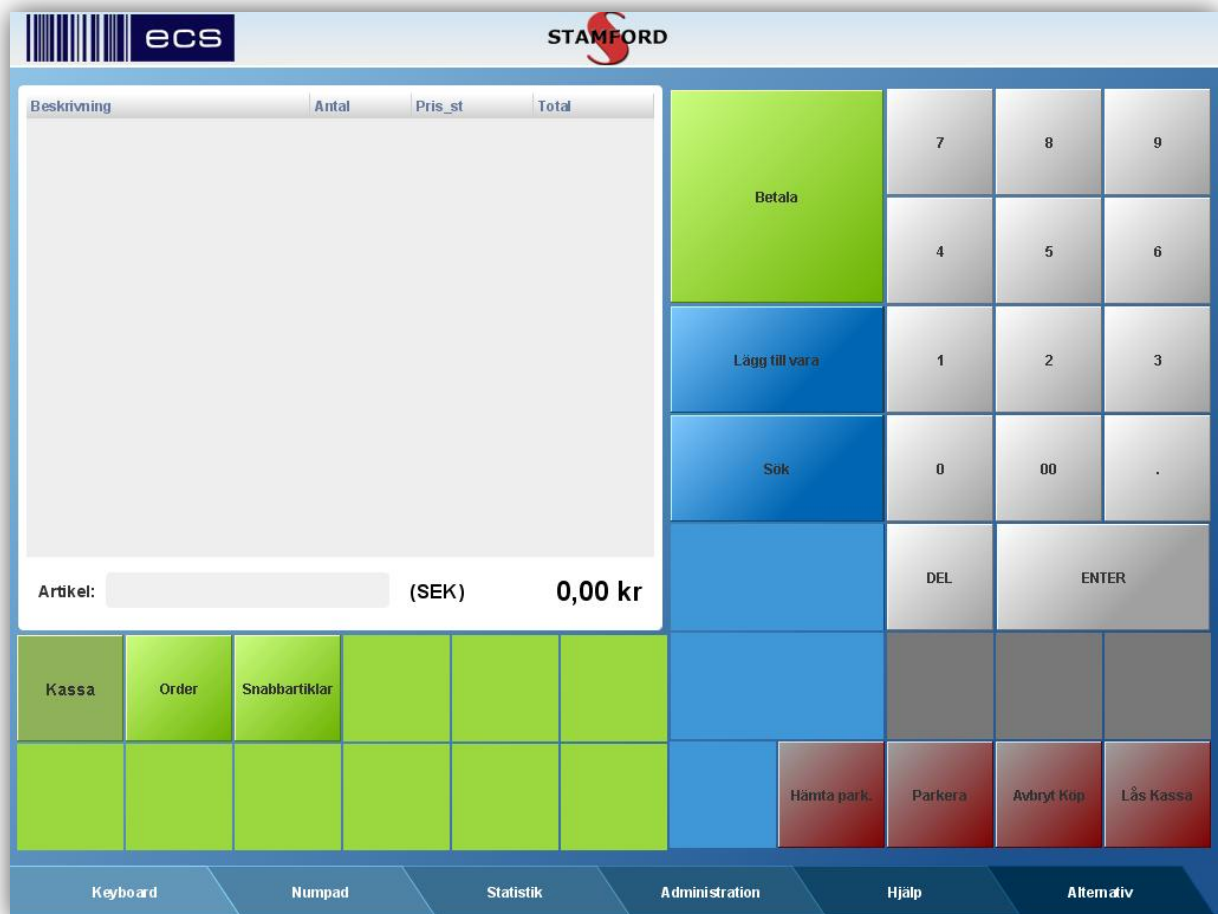 ecs
STAMFORD
Beskrivning Antal Pris_st Total
Betala
7 8 9
4 5 6
Lägg till vara
1 2 3
Sök
0 00 .
DEL ENTER
Artikel: (SEK) 0,00 kr
Kassa Order Snabbartiklar
Hämta park. Parkera Avbryt Köp Lås Kassa
Keyboard Numpad Statistik Administration Hjälp Alternativ